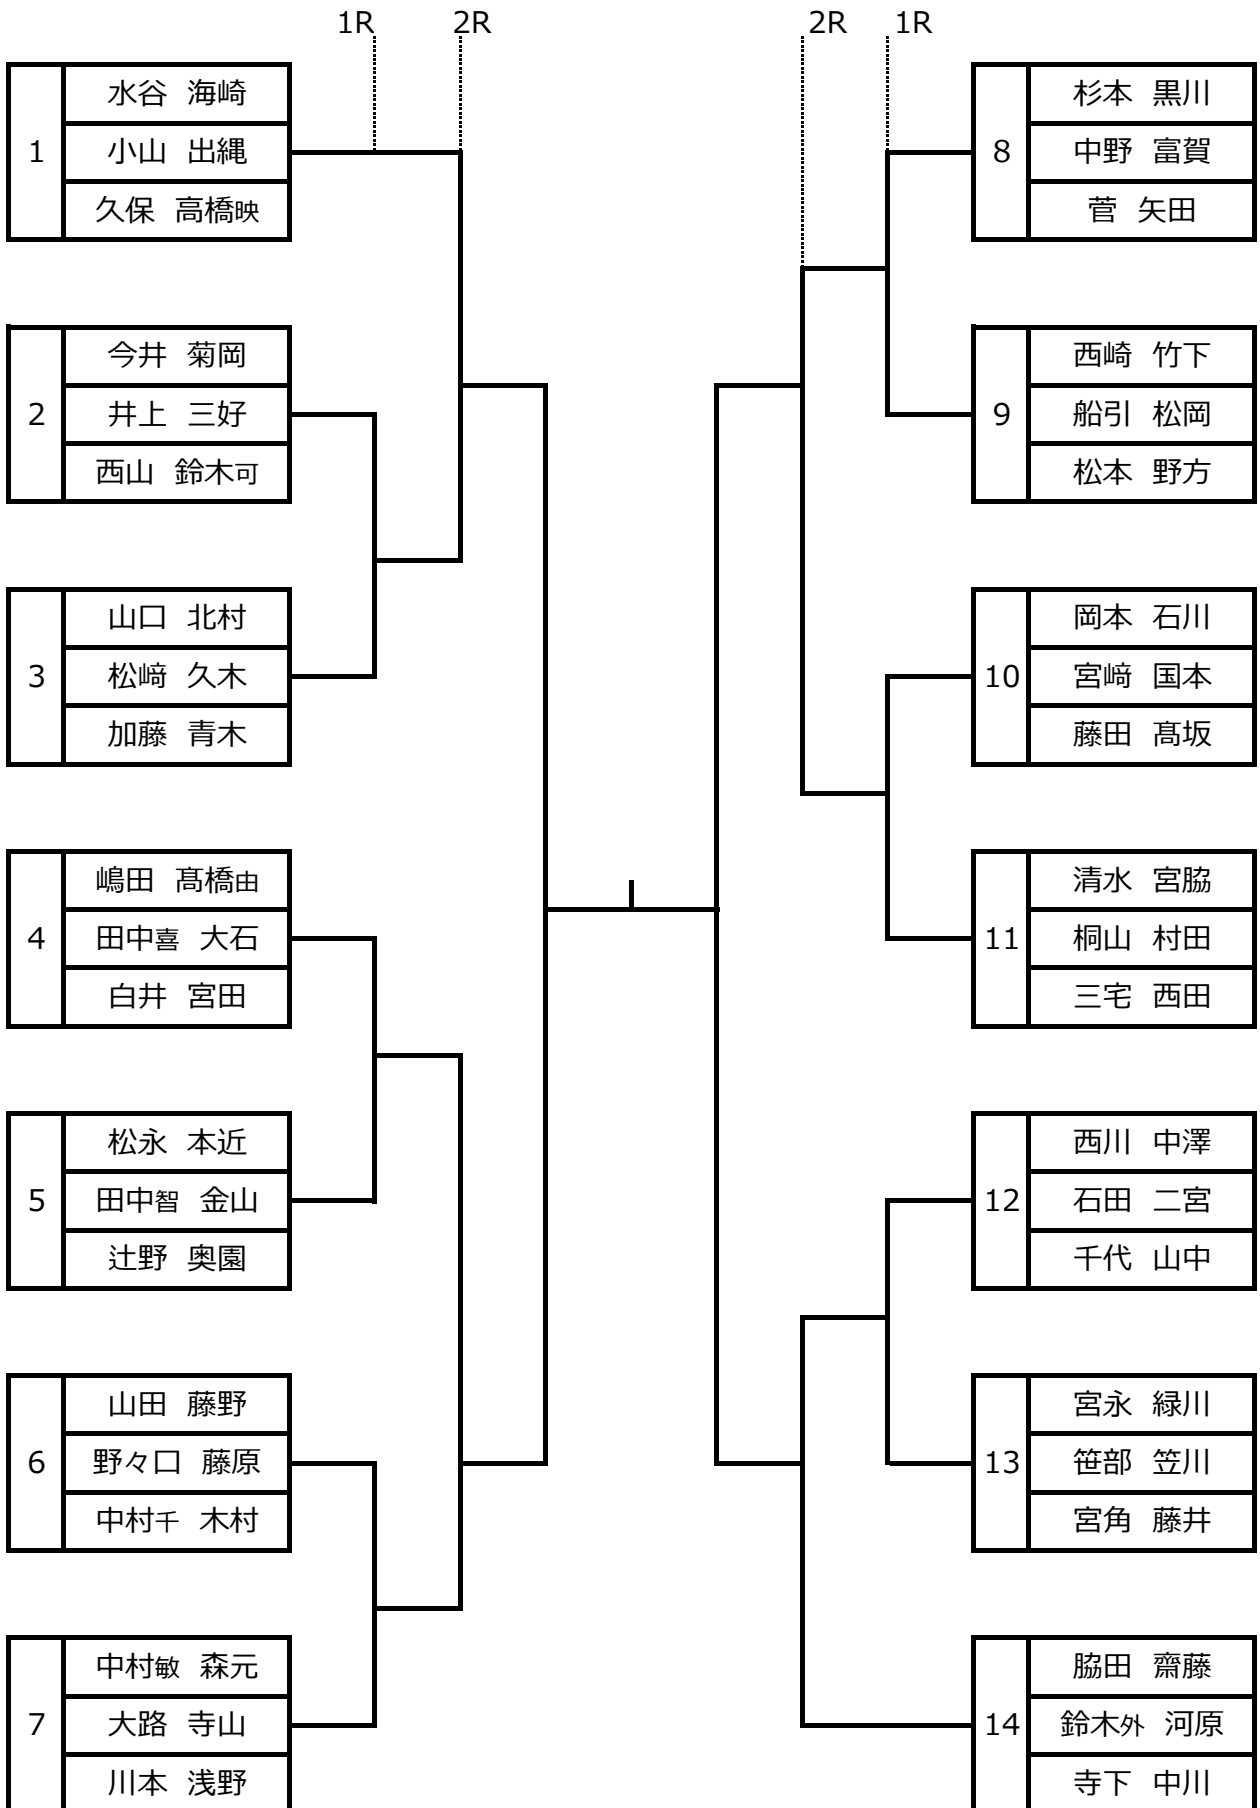 1R 2R 2R 1R
1
水谷 海崎
小山 出縄
久保 高橋映
2
今井 菊岡
井上 三好
西山 鈴木可
3
山口 北村
松﨑 久木
加藤 青木
4
嶋田 髙橋由
田中喜 大石
白井 宮田
5
松永 本近
田中智 金山
辻野 奥園
6
山田 藤野
野々口 藤原
中村千 木村
7
中村敏 森元
大路 寺山
川本 浅野
8
杉本 黒川
中野 富賀
菅 矢田
9
西崎 竹下
船引 松岡
松本 野方
10
岡本 石川
宮﨑 国本
藤田 髙坂
11
清水 宮脇
桐山 村田
三宅 西田
12
西川 中澤
石田 二宮
千代 山中
13
宮永 緑川
笹部 笠川
宮角 藤井
14
脇田 齋藤
鈴木外 河原
寺下 中川